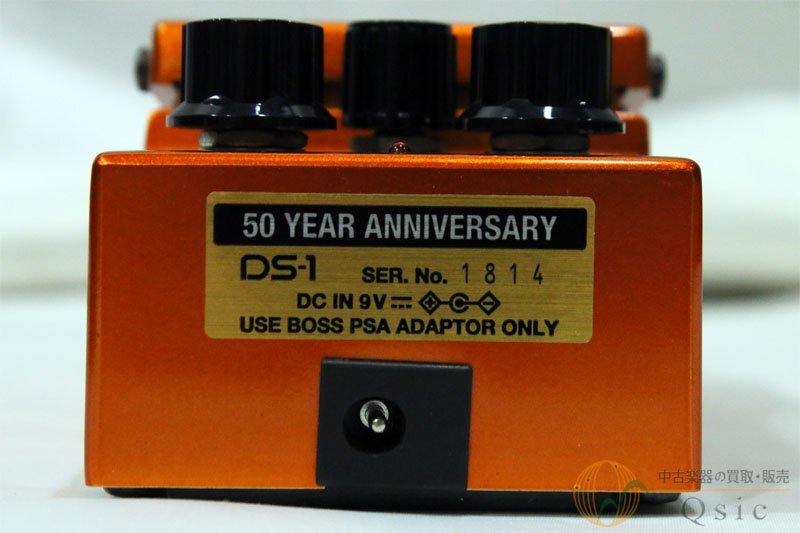 50 YEAR ANNIVERSARY
DS-1 SER. No. 1814
DC IN 9V
USE BOSS PSA ADAPTOR ONLY
中古楽器の買取・販売
Qsic